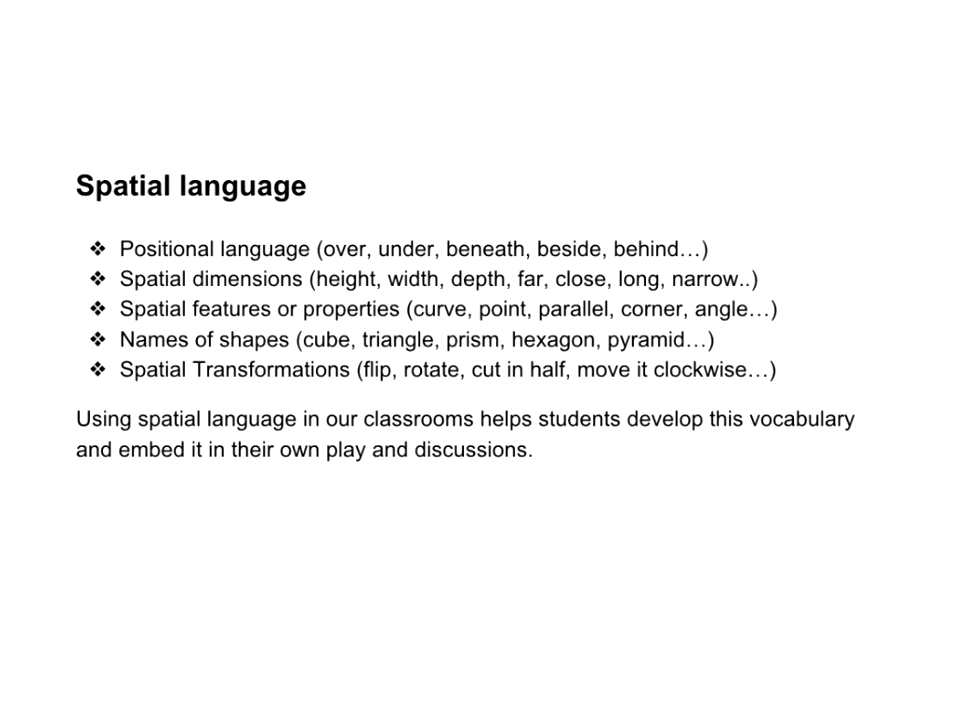 Spatial language
❖ Positional language (over, under, beneath, beside, behind…)
❖ Spatial dimensions (height, width, depth, far, close, long, narrow..)
❖ Spatial features or properties (curve, point, parallel, corner, angle…)
❖ Names of shapes (cube, triangle, prism, hexagon, pyramid…)
❖ Spatial Transformations (flip, rotate, cut in half, move it clockwise…)
Using spatial language in our classrooms helps students develop this vocabulary
and embed it in their own play and discussions.